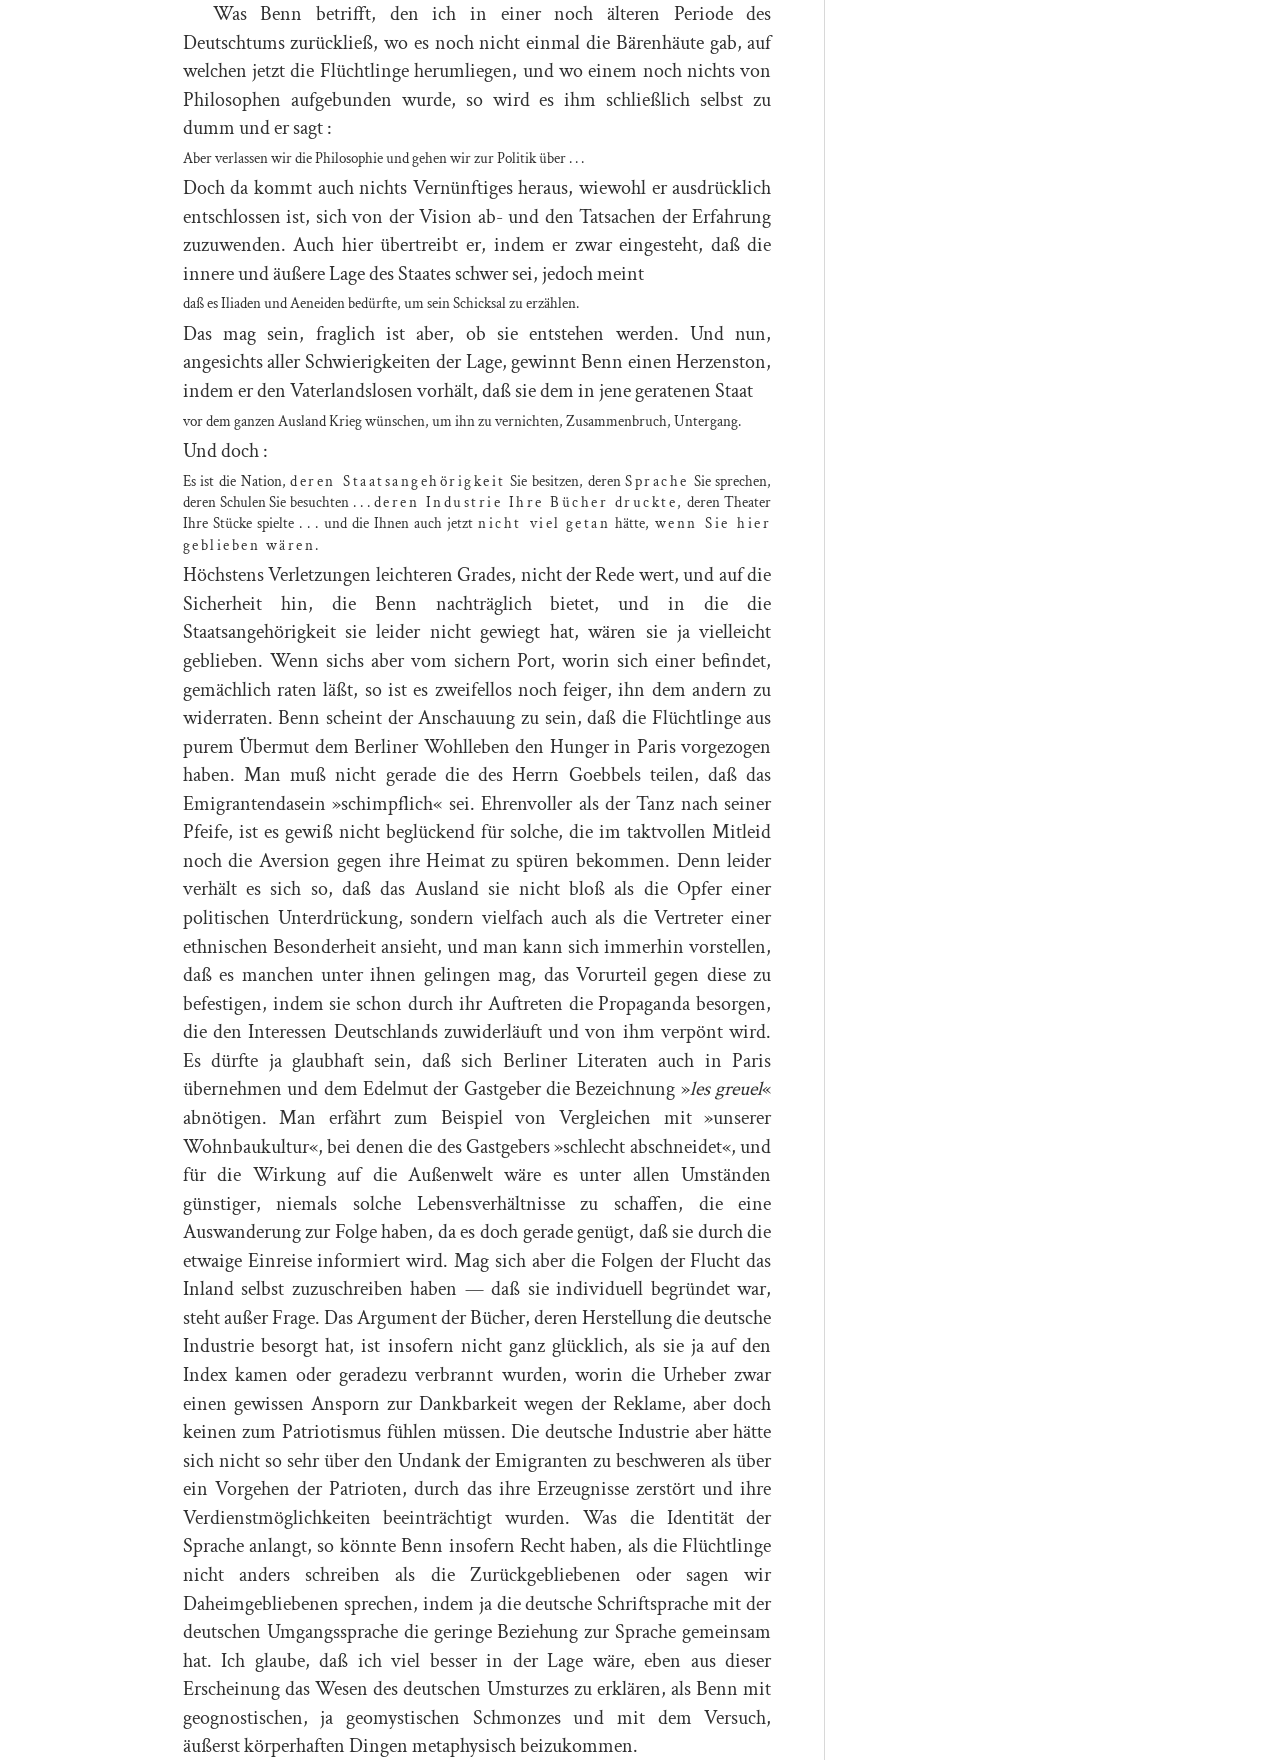 Was Benn betrifft, den ich in einer noch älteren Periode des
Deutschtums zurückließ, wo es noch nicht einmal die Bärenhäute gab, auf
welchen jetzt die Flüchtlinge herumliegen, und wo einem noch nichts von
Philosophen aufgebunden wurde, so wird es ihm schließlich selbst zu
dumm und er sagt :
Aber verlassen wir die Philosophie und gehen wir zur Politik über . . .
Doch da kommt auch nichts Vernünftiges heraus, wiewohl er ausdrücklich
entschlossen ist, sich von der Vision ab- und den Tatsachen der Erfahrung
zuzuwenden. Auch hier übertreibt er, indem er zwar eingesteht, daß die
innere und äußere Lage des Staates schwer sei, jedoch meint
daß es Iliaden und Aeneiden bedürfte, um sein Schicksal zu erzählen.
Das mag sein, fraglich ist aber, ob sie entstehen werden. Und nun,
angesichts aller Schwierigkeiten der Lage, gewinnt Benn einen Herzenston,
indem er den Vaterlandslosen vorhält, daß sie dem in jene geratenen Staat
vor dem ganzen Ausland Krieg wünschen, um ihn zu vernichten, Zusammenbruch, Untergang.
Und doch :
Es ist die Nation, deren Staatsangehörigkeit Sie besitzen, deren Sprache Sie sprechen,
deren Schulen Sie besuchten . . . deren Industrie Ihre Bücher druckte, deren Theater
Ihre Stücke spielte . . . und die Ihnen auch jetzt nicht viel getan hätte, wenn Sie hier
geblieben wären.
Höchstens Verletzungen leichteren Grades, nicht der Rede wert, und auf die
Sicherheit hin, die Benn nachträglich bietet, und in die die
Staatsangehörigkeit sie leider nicht gewiegt hat, wären sie ja vielleicht
geblieben. Wenn sichs aber vom sichern Port, worin sich einer befindet,
gemächlich raten läßt, so ist es zweifellos noch feiger, ihn dem andern zu
widerraten. Benn scheint der Anschauung zu sein, daß die Flüchtlinge aus
purem Übermut dem Berliner Wohlleben den Hunger in Paris vorgezogen
haben. Man muß nicht gerade die des Herrn Goebbels teilen, daß das
Emigrantendasein »schimpflich« sei. Ehrenvoller als der Tanz nach seiner
Pfeife, ist es gewiß nicht beglückend für solche, die im taktvollen Mitleid
noch die Aversion gegen ihre Heimat zu spüren bekommen. Denn leider
verhält es sich so, daß das Ausland sie nicht bloß als die Opfer einer
politischen Unterdrückung, sondern vielfach auch als die Vertreter einer
ethnischen Besonderheit ansieht, und man kann sich immerhin vorstellen,
daß es manchen unter ihnen gelingen mag, das Vorurteil gegen diese zu
befestigen, indem sie schon durch ihr Auftreten die Propaganda besorgen,
die den Interessen Deutschlands zuwiderläuft und von ihm verpönt wird.
Es dürfte ja glaubhaft sein, daß sich Berliner Literaten auch in Paris
übernehmen und dem Edelmut der Gastgeber die Bezeichnung »les greuel«
abnötigen. Man erfährt zum Beispiel von Vergleichen mit »unserer
Wohnbaukultur«, bei denen die des Gastgebers »schlecht abschneidet«, und
für die Wirkung auf die Außenwelt wäre es unter allen Umständen
günstiger, niemals solche Lebensverhältnisse zu schaffen, die eine
Auswanderung zur Folge haben, da es doch gerade genügt, daß sie durch die
etwaige Einreise informiert wird. Mag sich aber die Folgen der Flucht das
Inland selbst zuzuschreiben haben — daß sie individuell begründet war,
steht außer Frage. Das Argument der Bücher, deren Herstellung die deutsche
Industrie besorgt hat, ist insofern nicht ganz glücklich, als sie ja auf den
Index kamen oder geradezu verbrannt wurden, worin die Urheber zwar
einen gewissen Ansporn zur Dankbarkeit wegen der Reklame, aber doch
keinen zum Patriotismus fühlen müssen. Die deutsche Industrie aber hätte
sich nicht so sehr über den Undank der Emigranten zu beschweren als über
ein Vorgehen der Patrioten, durch das ihre Erzeugnisse zerstört und ihre
Verdienstmöglichkeiten beeinträchtigt wurden. Was die Identität der
Sprache anlangt, so könnte Benn insofern Recht haben, als die Flüchtlinge
nicht anders schreiben als die Zurückgebliebenen oder sagen wir
Daheimgebliebenen sprechen, indem ja die deutsche Schriftsprache mit der
deutschen Umgangssprache die geringe Beziehung zur Sprache gemeinsam
hat. Ich glaube, daß ich viel besser in der Lage wäre, eben aus dieser
Erscheinung das Wesen des deutschen Umsturzes zu erklären, als Benn mit
geognostischen, ja geomystischen Schmonzes und mit dem Versuch,
äußerst körperhaften Dingen metaphysisch beizukommen.